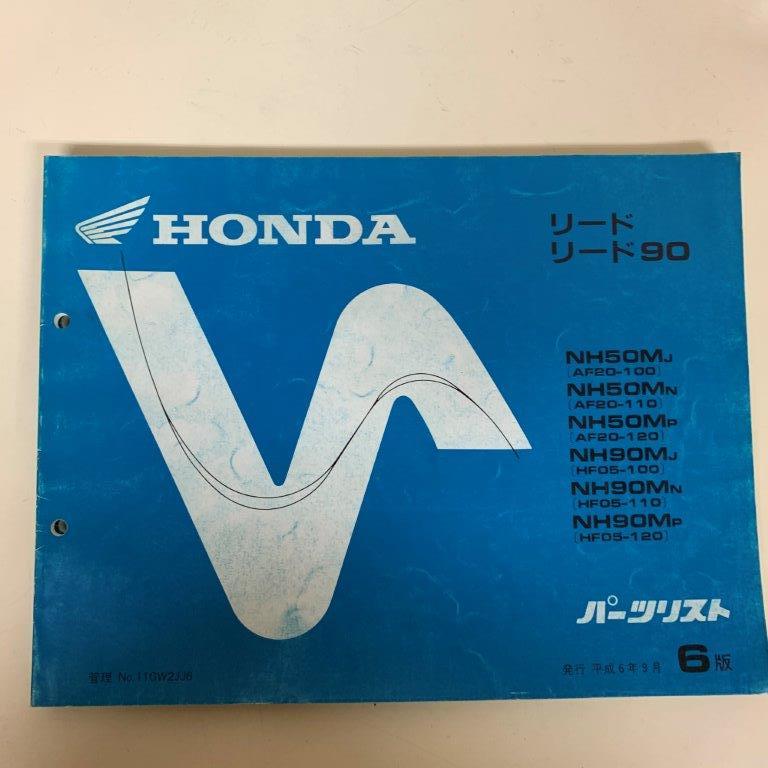 HONDA
リード
リード90
NH50MJ
(AF20-100)
NH50MN
(AF20-110)
NH50MP
(AF20-120)
NH90MJ
(HF05-100)
NH90MN
(HF05-110)
NH90MP
(HF05-120)
パーツリスト
管理 No.11GW2JJ6
発行 平成6年9月 6版